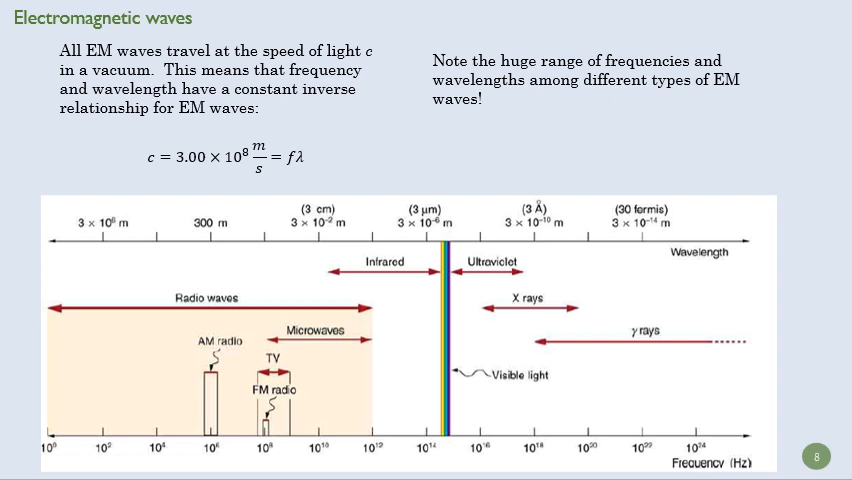 Electromagnetic waves
All EM waves travel at the speed of light c
in a vacuum. This means that frequency
and wavelength have a constant inverse
relationship for EM waves:
c = 3.00 × 10⁸ m/s = fλ
Note the huge range of frequencies and
wavelengths among different types of EM
waves!
(3 cm) (3 μm) (3 Å) (30 fermis)
3 × 10⁶ m 300 m 3 × 10⁻² m 3 × 10⁻⁶ m 3 × 10⁻¹⁰ m 3 × 10⁻¹⁴ m
Wavelength
Infrared Ultraviolet
Radio waves X rays
Microwaves γ rays
AM radio
TV
Visible light
FM radio
10⁰ 10² 10⁴ 10⁶ 10⁸ 10¹⁰ 10¹² 10¹⁴ 10¹⁶ 10¹⁸ 10²⁰ 10²² 10²⁴
Frequency (Hz)
8